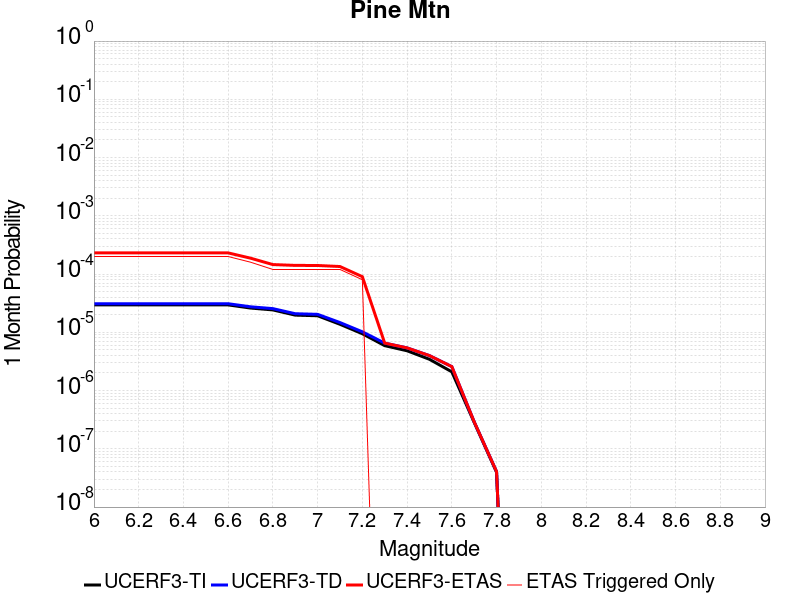 Pine Mtn
10^0
10^-1
10^-2
10^-3
10^-4
10^-5
10^-6
10^-7
10^-8
1 Month Probability
6 6.2 6.4 6.6 6.8 7 7.2 7.4 7.6 7.8 8 8.2 8.4 8.6 8.8 9
Magnitude
UCERF3-TI UCERF3-TD UCERF3-ETAS ETAS Triggered Only